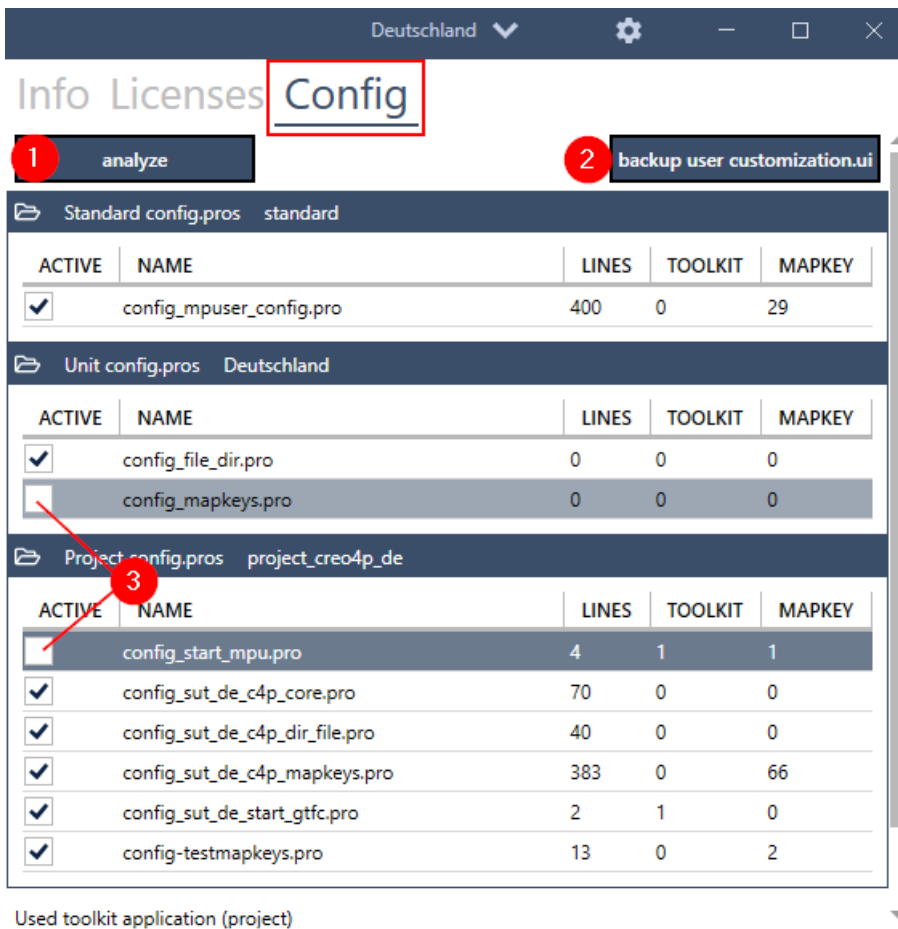 Deutschland
Info Licenses Config
1 analyze 2 backup user customization.ui
Standard config.pros standard
ACTIVE NAME LINES TOOLKIT MAPKEY
config_mpuser_config.pro 400 0 29
Unit config.pros Deutschland
ACTIVE NAME LINES TOOLKIT MAPKEY
config_file_dir.pro 0 0 0
config_mapkeys.pro 0 0 0
Project config.pros project_creo4p_de
3
ACTIVE NAME LINES TOOLKIT MAPKEY
config_start_mpu.pro 4 1 1
config_sut_de_c4p_core.pro 70 0 0
config_sut_de_c4p_dir_file.pro 40 0 0
config_sut_de_c4p_mapkeys.pro 383 0 66
config_sut_de_start_gtfc.pro 2 1 0
config-testmapkeys.pro 13 0 2
Used toolkit application (project)